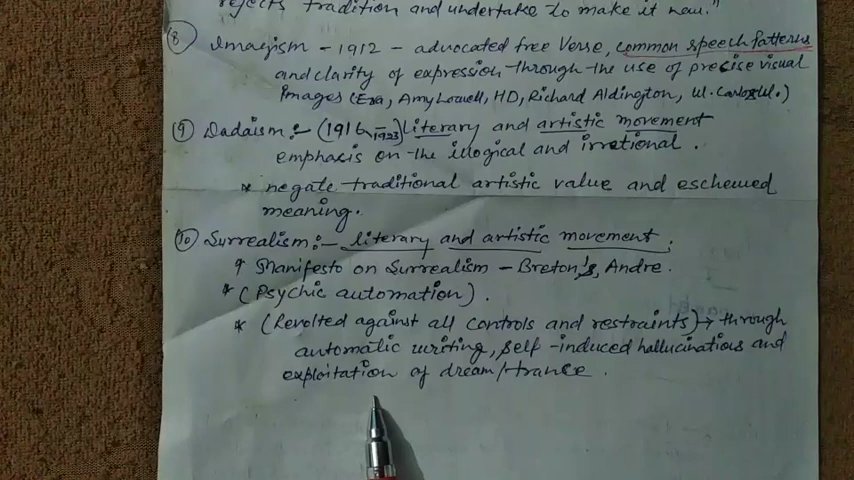 rejects tradition and undertake to make it new."
⑧ Imagism - 1912 - advocated free Verse, common speech Patterns
and clarity of expression through the use of precise visual
Images (Ezra, Amy Lowell, HD, Richard Aldington, W. Carlos W.)
⑨ Dadaism :- (1916-1923) literary and artistic movement
emphasis on the illogical and irretional.
* negate traditional artistic value and eschewed
meaning.
⑩ Surrealism :- literary and artistic movement.
* Manifesto on Surrealism - Breton's, Andre.
* (Psychic automation).
* (Revolted against all controls and restraints) → through
automatic writing, self-induced hallucinations and
exploitation of dream/trance.